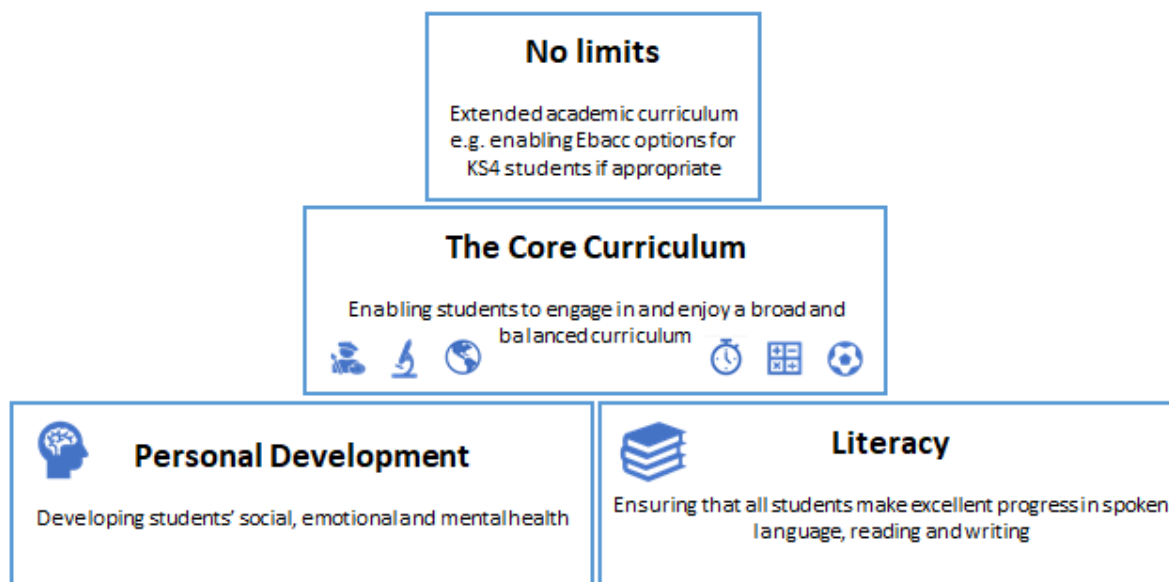 No limits
Extended academic curriculum
e.g. enabling Ebacc options for
KS4 students if appropriate
The Core Curriculum
Enabling students to engage in and enjoy a broad and
balanced curriculum
Personal Development
Developing students' social, emotional and mental health
Literacy
Ensuring that all students make excellent progress in spoken
language, reading and writing